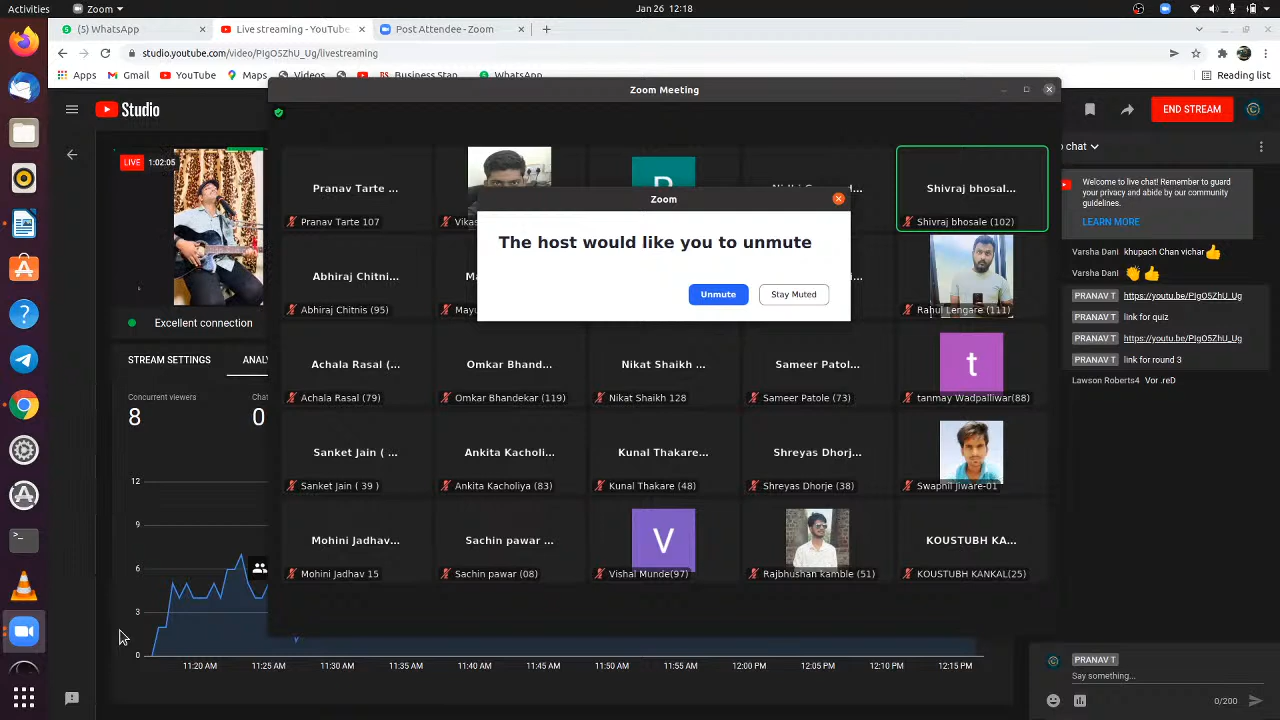 Activities
Zoom
Jan 26 12:18
(5) WhatsApp
Live streaming - YouTube
Post Attendee - Zoom
studio.youtube.com/video/PIgO5ZhU_Ug/livestreaming
Apps
Gmail
YouTube
Maps
Videos
Business Stan
WhatsApp
Reading list
Zoom Meeting
Studio
END STREAM
LIVE
1:02:05
chat
Welcome to live chat! Remember to guard
your privacy and abide by our community
guidelines.
LEARN MORE
Pranav Tarte ...
Pranav Tarte 107
Shivraj bhosal...
Shivraj bhosale (102)
Zoom
The host would like you to unmute
Unmute
Stay Muted
Abhiraj Chitnis...
Abhiraj Chitnis (95)
Rahul Lengare (111)
Varsha Dani khupach Chan vichar
Varsha Dani
PRANAV T https://youtu.be/PIgO5ZhU_Ug
PRANAV T link for quiz
PRANAV T https://youtu.be/PIgO5ZhU_Ug
PRANAV T link for round 3
Lawson Roberts4 Vor .reD
Excellent connection
STREAM SETTINGS
Concurrent viewers
8
0
Achala Rasal (...
Achala Rasal (79)
Omkar Bhand...
Omkar Bhandekar (119)
Nikat Shaikh ...
Nikat Shaikh 128
Sameer Patol...
Sameer Patole (73)
t
tanmay Wadpalliwar(88)
Sanket Jain ( ...
Sanket Jain ( 39 )
Ankita Kacholi...
Ankita Kacholiya (83)
Kunal Thakare...
Kunal Thakare (48)
Shreyas Dhorj...
Shreyas Dhorje (38)
Swapnil Jiware-01
Mohini Jadhav...
Mohini Jadhav 15
Sachin pawar ...
Sachin pawar (08)
V
Vishal Munde(97)
Rajbhushan kamble (51)
KOUSTUBH KA...
KOUSTUBH KANKAL(25)
12
9
6
3
0
11:20 AM
11:25 AM
11:30 AM
11:35 AM
11:40 AM
11:45 AM
11:50 AM
11:55 AM
12:00 PM
12:05 PM
12:10 PM
12:15 PM
PRANAV T
Say something...
0/200